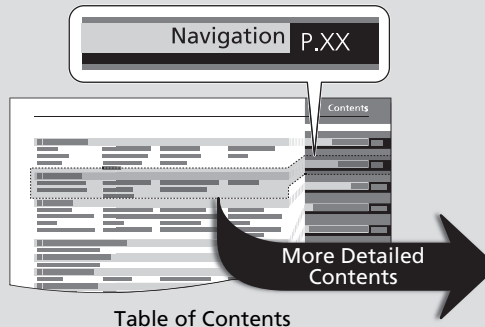 Navigation P.XX
Contents
More Detailed
Contents
Table of Contents